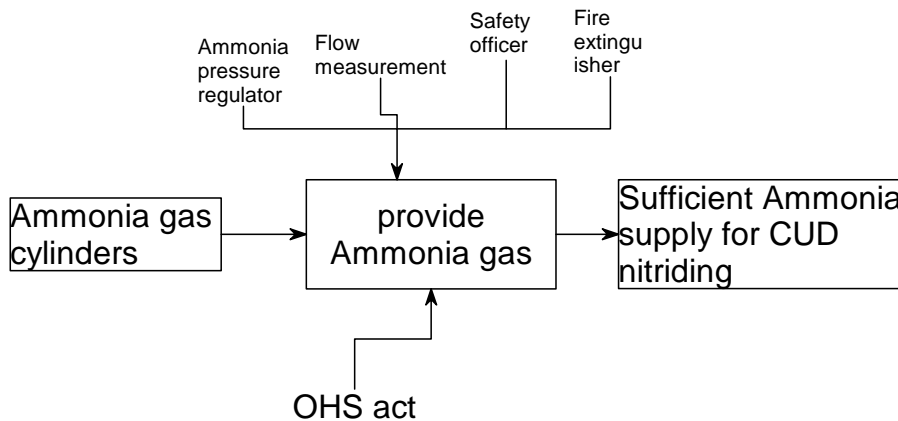 Ammonia
pressure
regulator
Flow
measurement
Safety
officer
Fire
extingu
isher
Ammonia gas
cylinders
provide
Ammonia gas
Sufficient Ammonia
supply for CUD
nitriding
OHS act